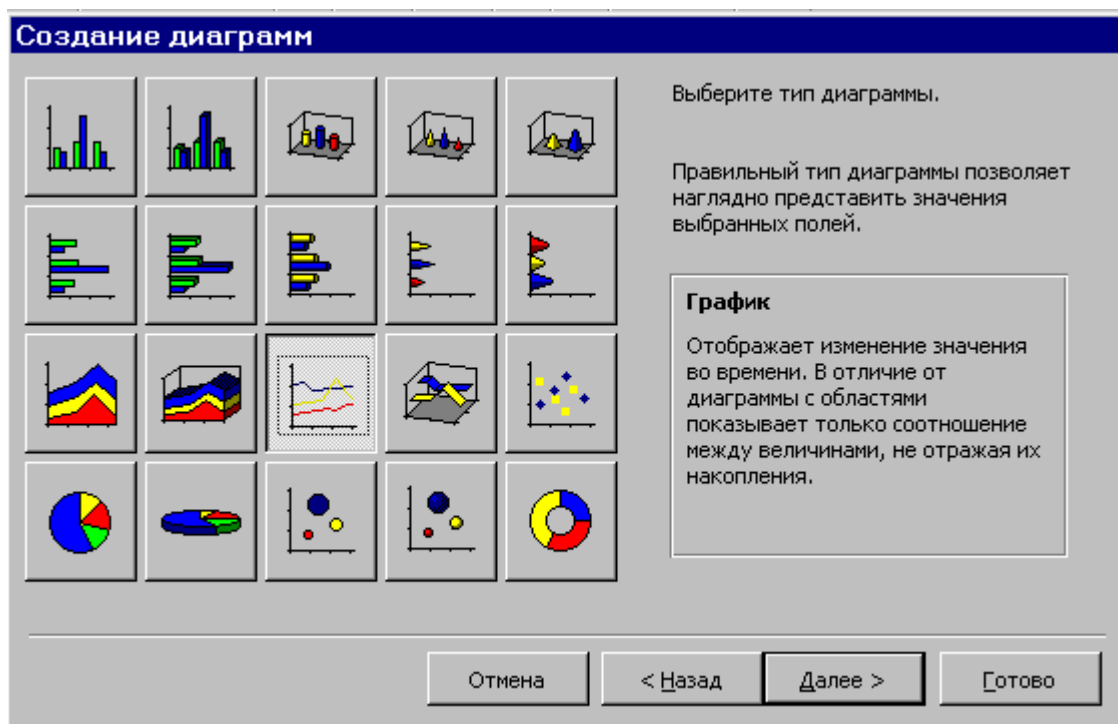 Создание диаграмм
Выберите тип диаграммы.
Правильный тип диаграммы позволяет
наглядно представить значения
выбранных полей.
График
Отображает изменение значения
во времени. В отличие от
диаграммы с областями
показывает только соотношение
между величинами, не отражая их
накопления.
Отмена
< Назад
Далее >
Готово